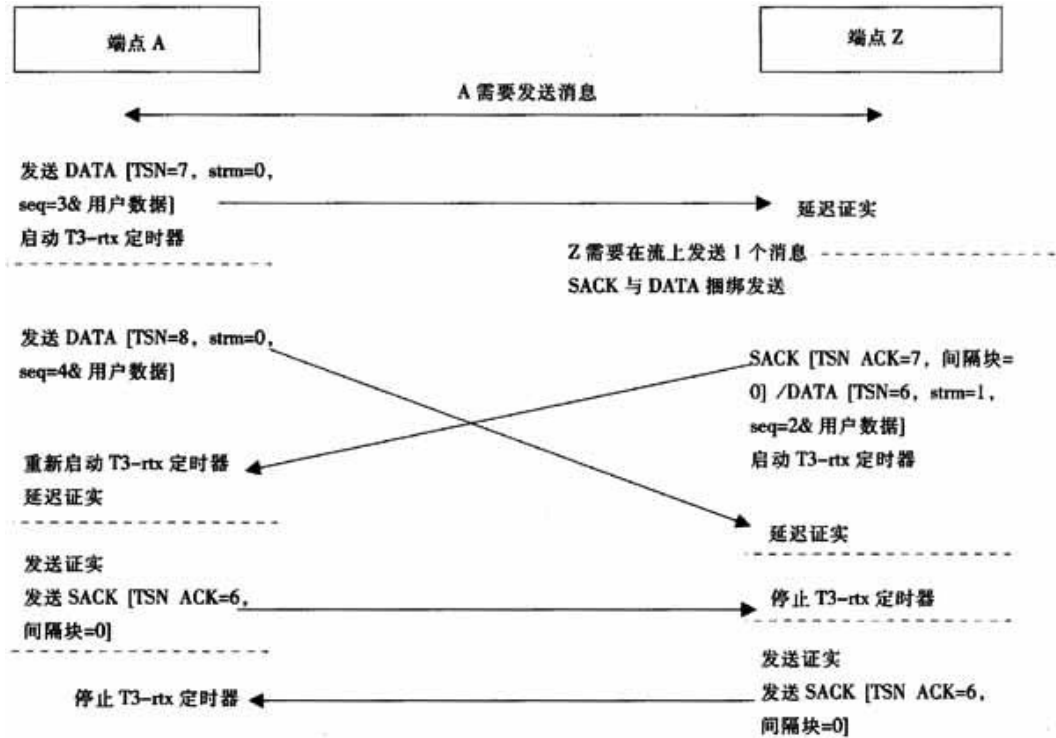 端点 A
端点 Z
A 需要发送消息
发送 DATA [TSN=7, strm=0,
seq=3& 用户数据]
启动 T3-rtx 定时器
延迟证实
Z 需要在流上发送 1 个消息
SACK 与 DATA 捆绑发送
发送 DATA [TSN=8, strm=0,
seq=4& 用户数据]
SACK [TSN ACK=7, 间隔块=
0] /DATA [TSN=6, strm=1,
seq=2& 用户数据]
启动 T3-rtx 定时器
重新启动 T3-rtx 定时器
延迟证实
延迟证实
发送证实
发送 SACK [TSN ACK=6,
间隔块=0]
停止 T3-rtx 定时器
发送证实
发送 SACK [TSN ACK=6,
间隔块=0]
停止 T3-rtx 定时器